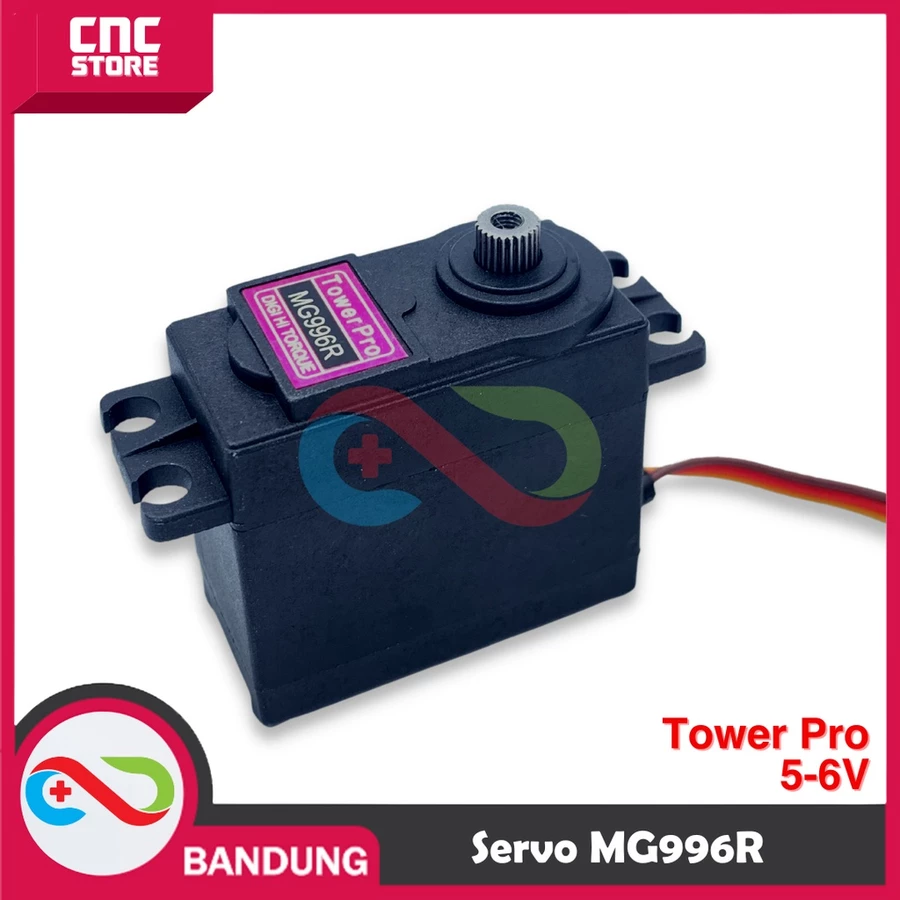 CNC
STORE
Tower Pro
MG996R
DIGI HI TORQUE
Tower Pro
5-6V
Servo MG996R
BANDUNG